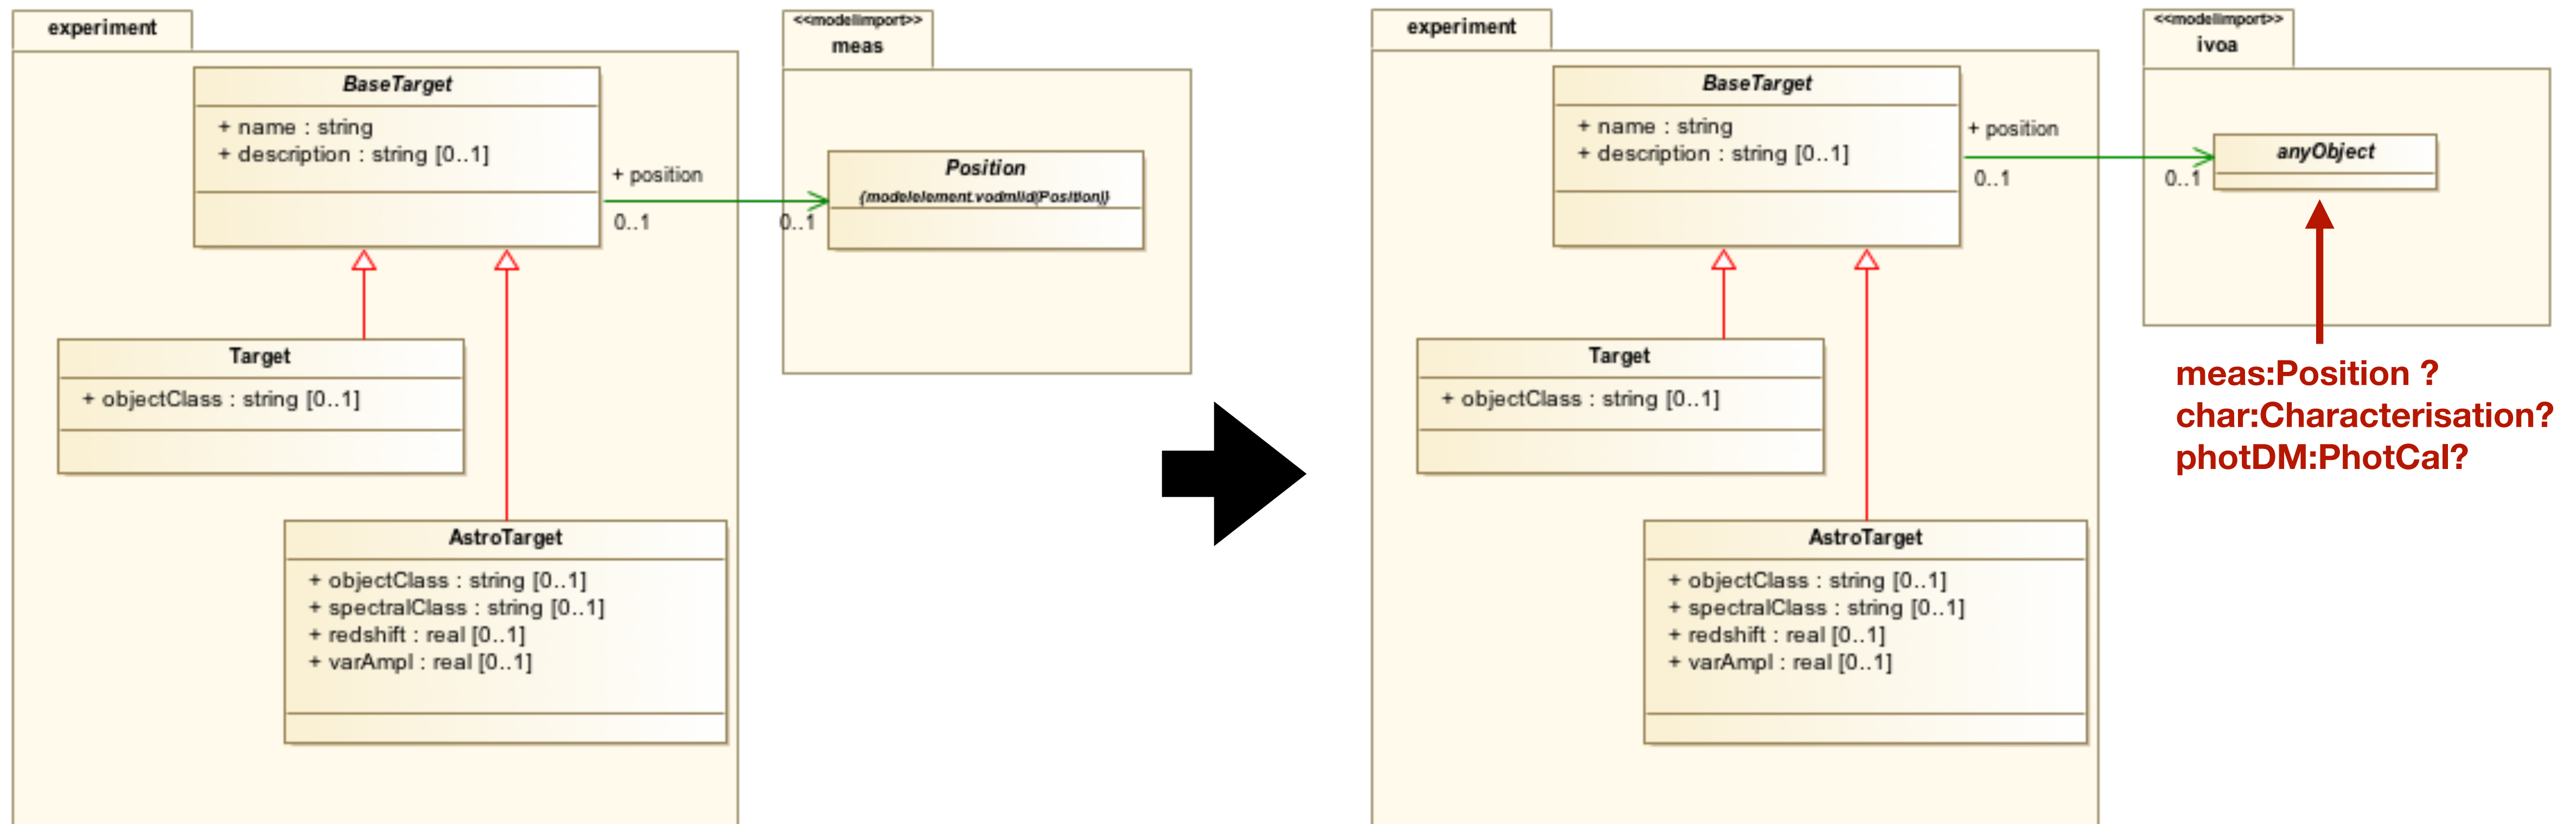 experiment
BaseTarget
+ name : string
+ description : string [0..1]
+ position
0..1
0..1
<<modelimport>>
meas
Position
{modelelement.vodmlid(Position)}
Target
+ objectClass : string [0..1]
AstroTarget
+ objectClass : string [0..1]
+ spectralClass : string [0..1]
+ redshift : real [0..1]
+ varAmpl : real [0..1]
experiment
BaseTarget
+ name : string
+ description : string [0..1]
+ position
0..1
0..1
<<modelimport>>
ivoa
anyObject
meas:Position ?
char:Characterisation?
photDM:PhotCal?
Target
+ objectClass : string [0..1]
AstroTarget
+ objectClass : string [0..1]
+ spectralClass : string [0..1]
+ redshift : real [0..1]
+ varAmpl : real [0..1]